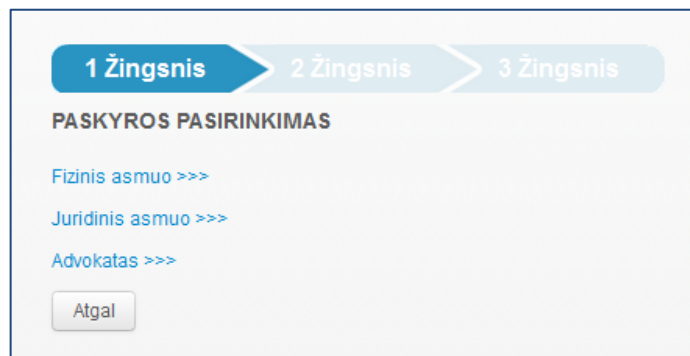 1 Žingsnis 2 Žingsnis 3 Žingsnis
PASKYROS PASIRINKIMAS
Fizinis asmuo >>>
Juridinis asmuo >>>
Advokatas >>>
Atgal